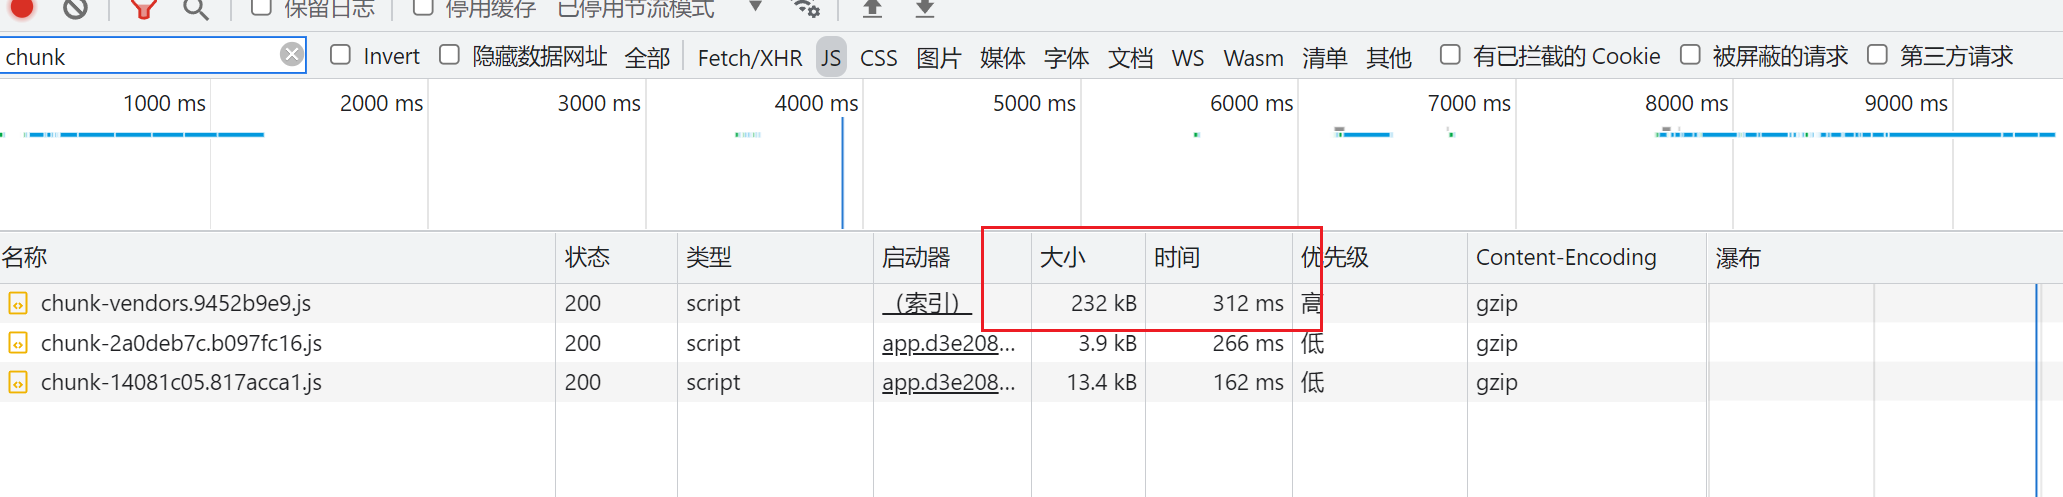 保留日志 停用缓存 已停用节流模式
chunk Invert 隐藏数据网址 全部 Fetch/XHR JS CSS 图片 媒体 字体 文档 WS Wasm 清单 其他 有已拦截的 Cookie 被屏蔽的请求 第三方请求
1000 ms 2000 ms 3000 ms 4000 ms 5000 ms 6000 ms 7000 ms 8000 ms 9000 ms
名称 状态 类型 启动器 大小 时间 优先级 Content-Encoding 瀑布
chunk-vendors.9452b9e9.js 200 script （索引） 232 kB 312 ms 高 gzip
chunk-2a0deb7c.b097fc16.js 200 script app.d3e208... 3.9 kB 266 ms 低 gzip
chunk-14081c05.817acca1.js 200 script app.d3e208... 13.4 kB 162 ms 低 gzip